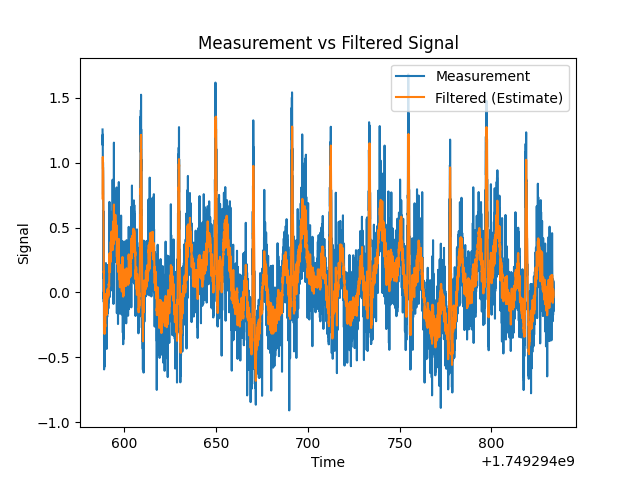 Measurement vs Filtered Signal
Measurement
Filtered (Estimate)
Signal
1.5
1.0
0.5
0.0
−0.5
−1.0
600 650 700 750 800
Time
+1.749294e9